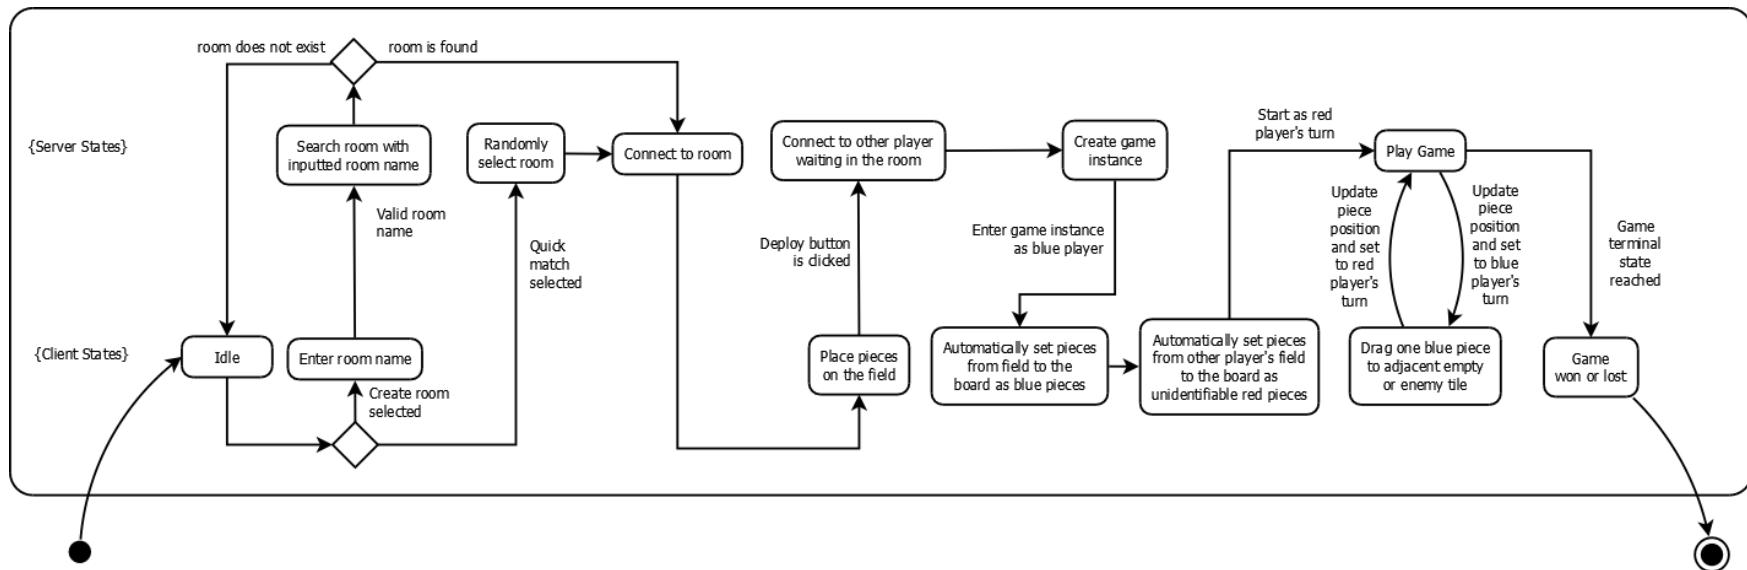 room does not exist
room is found
{Server States}
Search room with
inputted room name
Randomly
select room
Connect to room
Connect to other player
waiting in the room
Create game
instance
Start as red
player's turn
Play Game
Valid room
name
Quick
match
selected
Deploy button
is clicked
Enter game instance
as blue player
Update
piece
position
and set
to red
player's
turn
Update
piece
position
and set
to blue
player's
turn
Game
terminal
state
reached
{Client States}
Idle
Enter room name
Create room
selected
Place pieces
on the field
Automatically set pieces
from field to the
board as blue pieces
Automatically set pieces
from other player's field
to the board as
unidentifiable red pieces
Drag one blue piece
to adjacent empty
or enemy tile
Game
won or lost